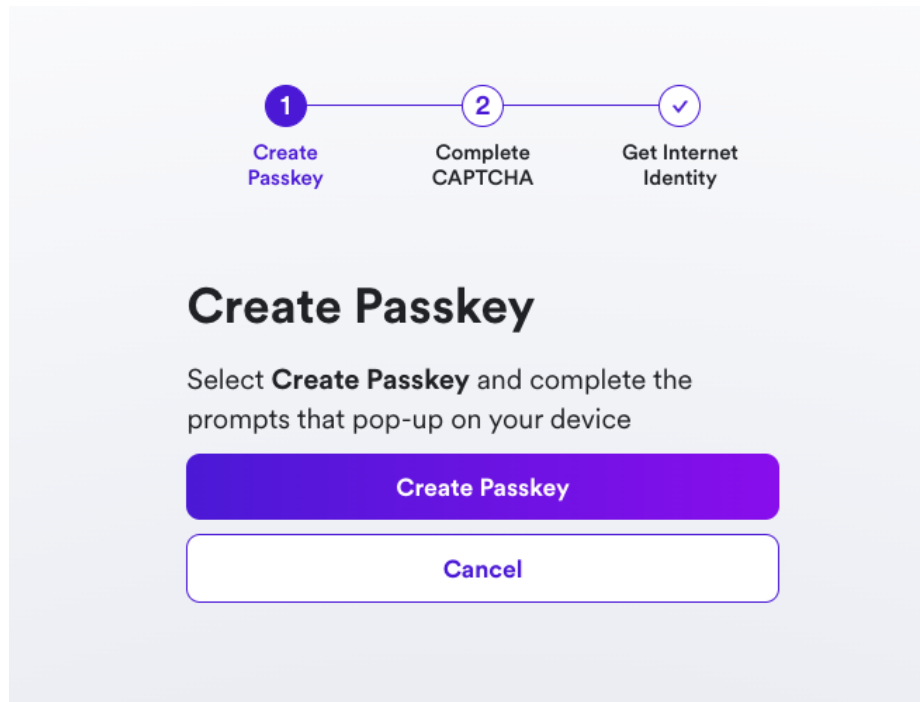 1
2
Create
Passkey
Complete
CAPTCHA
Get Internet
Identity
Create Passkey
Select Create Passkey and complete the
prompts that pop-up on your device
Create Passkey
Cancel